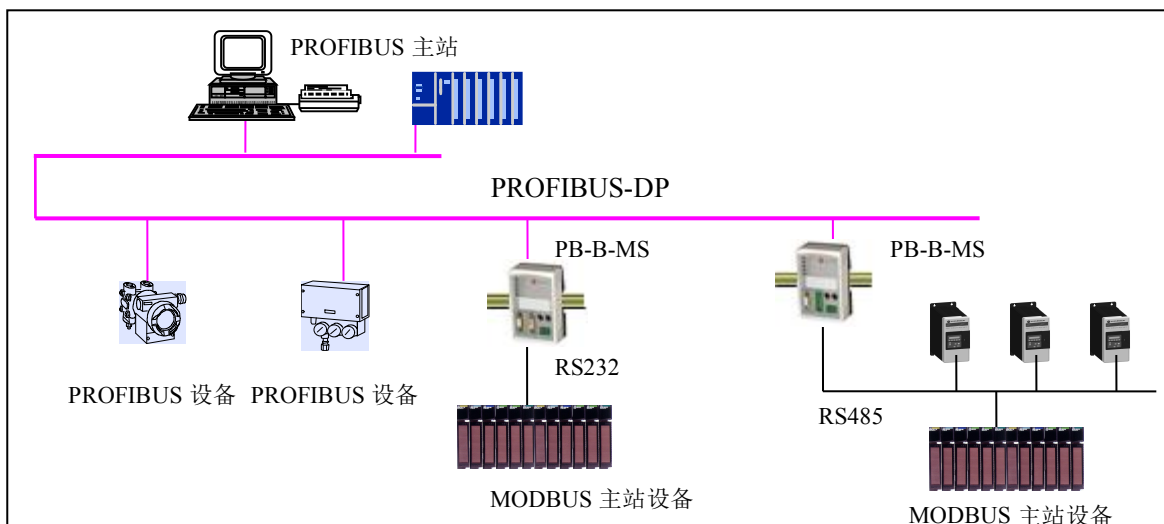 PROFIBUS 主站
PROFIBUS-DP
PB-B-MS
PB-B-MS
RS232
PROFIBUS 设备
PROFIBUS 设备
RS485
MODBUS 主站设备
MODBUS 主站设备